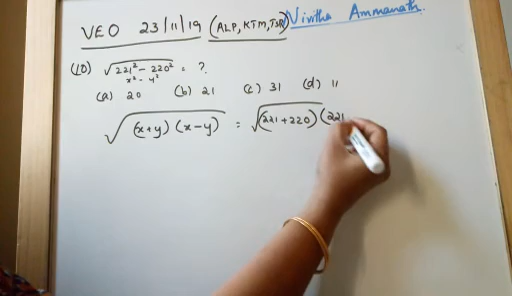 VEO 23/11/19 (ALP, KTM, TSR) Nivitha Ammanath.
(10) √221² - 220² = ?
x² - y²
(a) 20 (b) 21 (c) 31 (d) 11
√(x+y) (x-y) = √(221+220) (221